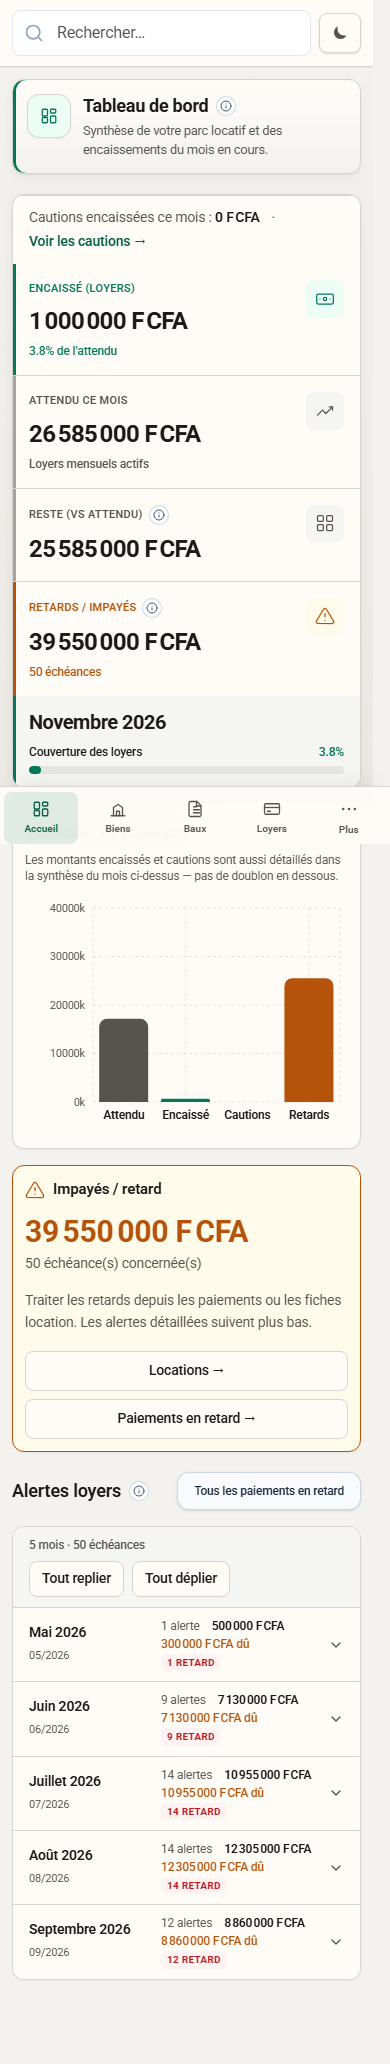 Rechercher...
Tableau de bord
Synthèse de votre parc locatif et des
encaissements du mois en cours.
Cautions encaissées ce mois : 0 FCFA ·
Voir les cautions →
ENCAISSÉ (LOYERS)
1 000 000 FCFA
3.8% de l'attendu
ATTENDU CE MOIS
26 585 000 FCFA
Loyers mensuels actifs
RESTE (VS ATTENDU)
25 585 000 FCFA
RETARDS / IMPAYÉS
39 550 000 FCFA
50 échéances
Novembre 2026
Couverture des loyers 3.8%
Accueil Biens Baux Loyers Plus
Les montants encaissés et cautions sont aussi détaillés dans
la synthèse du mois ci-dessus — pas de doublon en dessous.
40000k
30000k
20000k
10000k
0k
Attendu Encaissé Cautions Retards
Impayés / retard
39 550 000 FCFA
50 échéance(s) concernée(s)
Traiter les retards depuis les paiements ou les fiches
location. Les alertes détaillées suivent plus bas.
Locations →
Paiements en retard →
Alertes loyers
Tous les paiements en retard
5 mois · 50 échéances
Tout replier Tout déplier
Mai 2026
05/2026
1 alerte 500 000 FCFA
300 000 FCFA dû
1 RETARD
Juin 2026
06/2026
9 alertes 7 130 000 FCFA
7 130 000 FCFA dû
9 RETARD
Juillet 2026
07/2026
14 alertes 10 955 000 FCFA
10 955 000 FCFA dû
14 RETARD
Août 2026
08/2026
14 alertes 12 305 000 FCFA
12 305 000 FCFA dû
14 RETARD
Septembre 2026
09/2026
12 alertes 8 860 000 FCFA
8 860 000 FCFA dû
12 RETARD